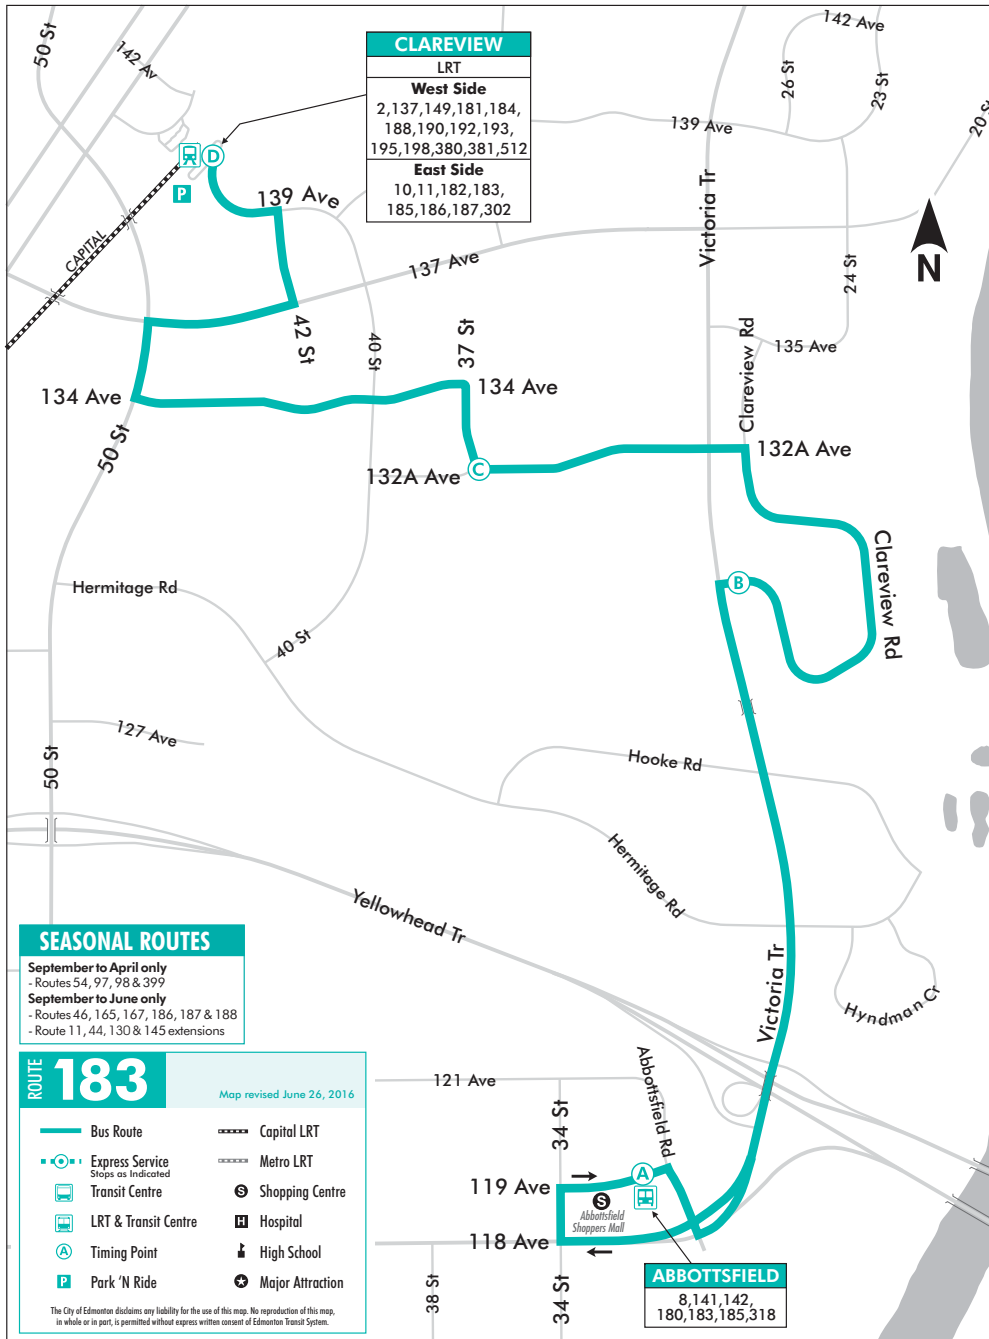 50 St
142 Av
CLAREVIEW
LRT
West Side
2,137,149,181,184,
188,190,192,193,
195,198,380,381,512
East Side
10,11,182,183,
185,186,187,302
142 Ave
26 St
23 St
20 St
139 Ave
Victoria Tr
D
P
139 Ave
CAPITAL
137 Ave
N
24 St
42 St
40 St
37 St
Clareview Rd
135 Ave
134 Ave
134 Ave
50 St
132A Ave
C
132A Ave
Clareview Rd
B
Hermitage Rd
40 St
127 Ave
50 St
Hooke Rd
Hermitage Rd
Yellowhead Tr
Victoria Tr
Hyndman Cr
SEASONAL ROUTES
September to April only
- Routes 54, 97, 98 & 399
September to June only
- Routes 46, 165, 167, 186, 187 & 188
- Route 11, 44, 130 & 145 extensions
ROUTE 183
Map revised June 26, 2016
Bus Route
Capital LRT
Express Service
Stops as Indicated
Metro LRT
Transit Centre
S Shopping Centre
LRT & Transit Centre
H Hospital
A Timing Point
High School
P Park 'N Ride
Major Attraction
The City of Edmonton disclaims any liability for the use of this map. No reproduction of this map,
in whole or in part, is permitted without express written consent of Edmonton Transit System.
121 Ave
34 St
Abbottsfield Rd
119 Ave
A
S
Abbotsfield
Shoppers Mall
118 Ave
38 St
34 St
ABBOTTSFIELD
8,141,142,
180,183,185,318